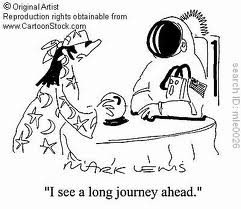 © Original Artist
Reproduction rights obtainable from
www.CartoonStock.com
MARK LEWIS
"I see a long journey ahead."
search ID: mle0026